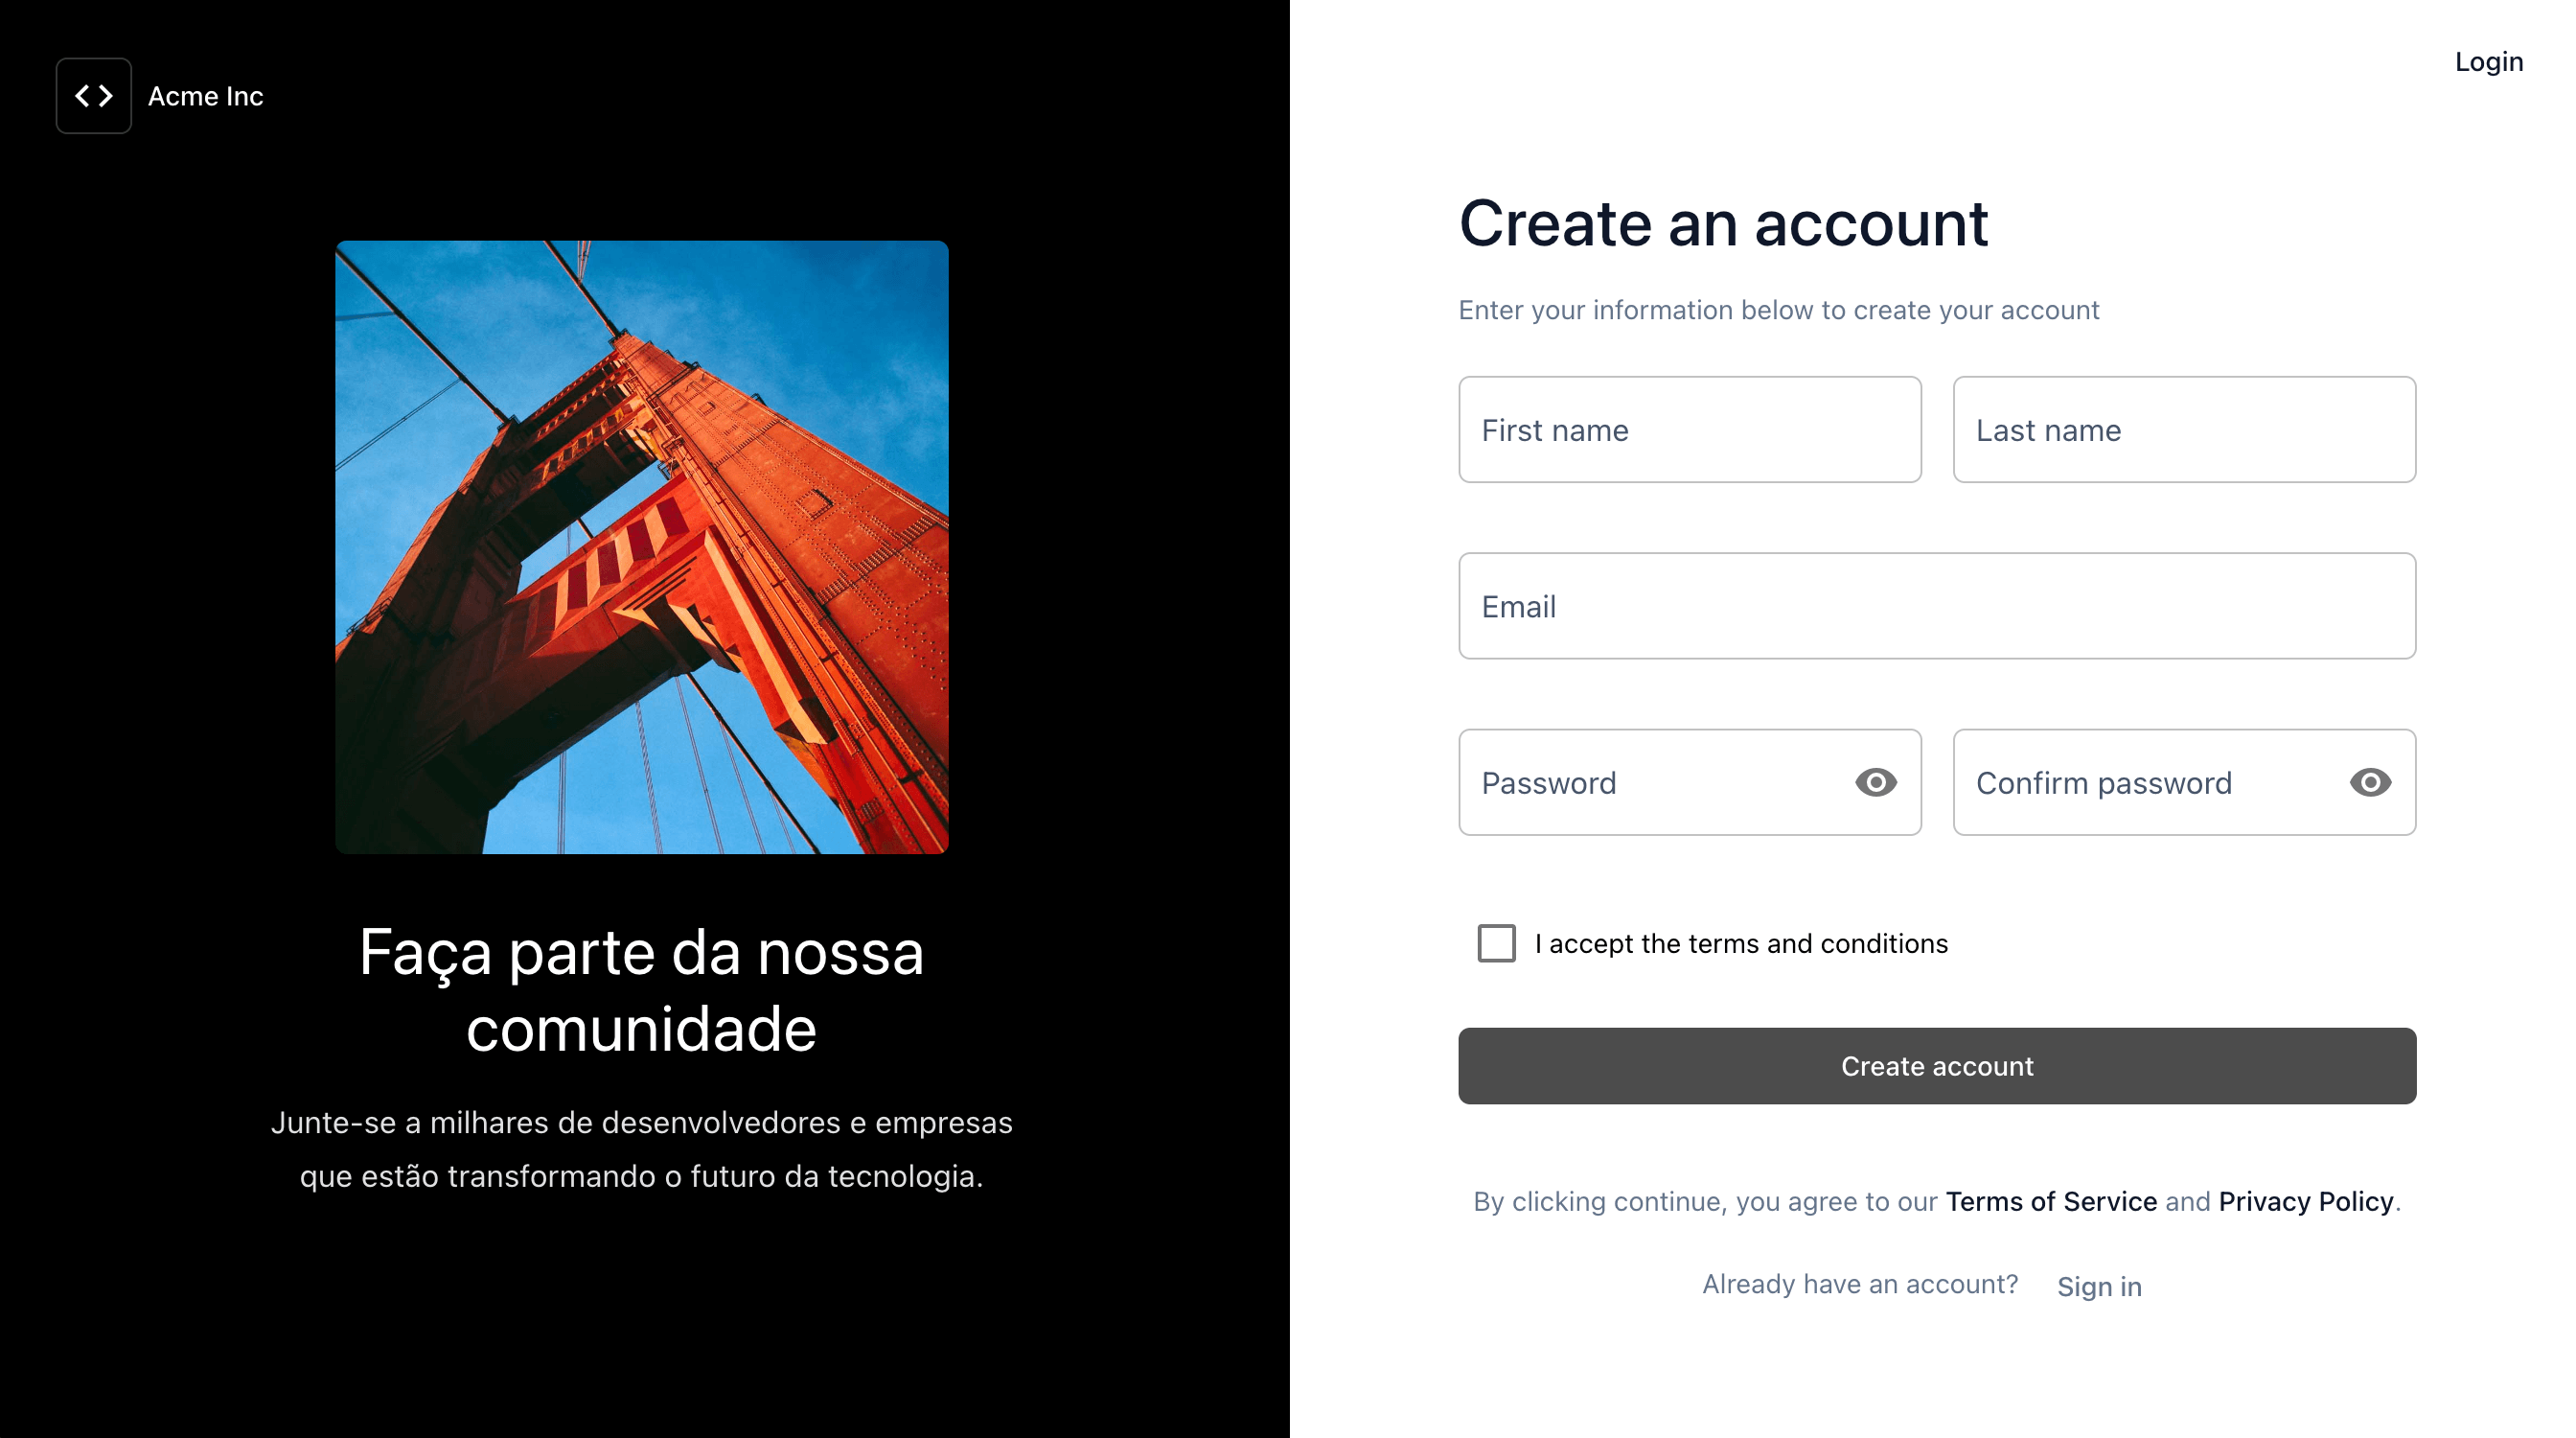 Acme Inc
Faça parte da nossa
comunidade
Junte-se a milhares de desenvolvedores e empresas
que estão transformando o futuro da tecnologia.
Login
Create an account
Enter your information below to create your account
First name
Last name
Email
Password
Confirm password
I accept the terms and conditions
Create account
By clicking continue, you agree to our Terms of Service and Privacy Policy.
Already have an account? Sign in